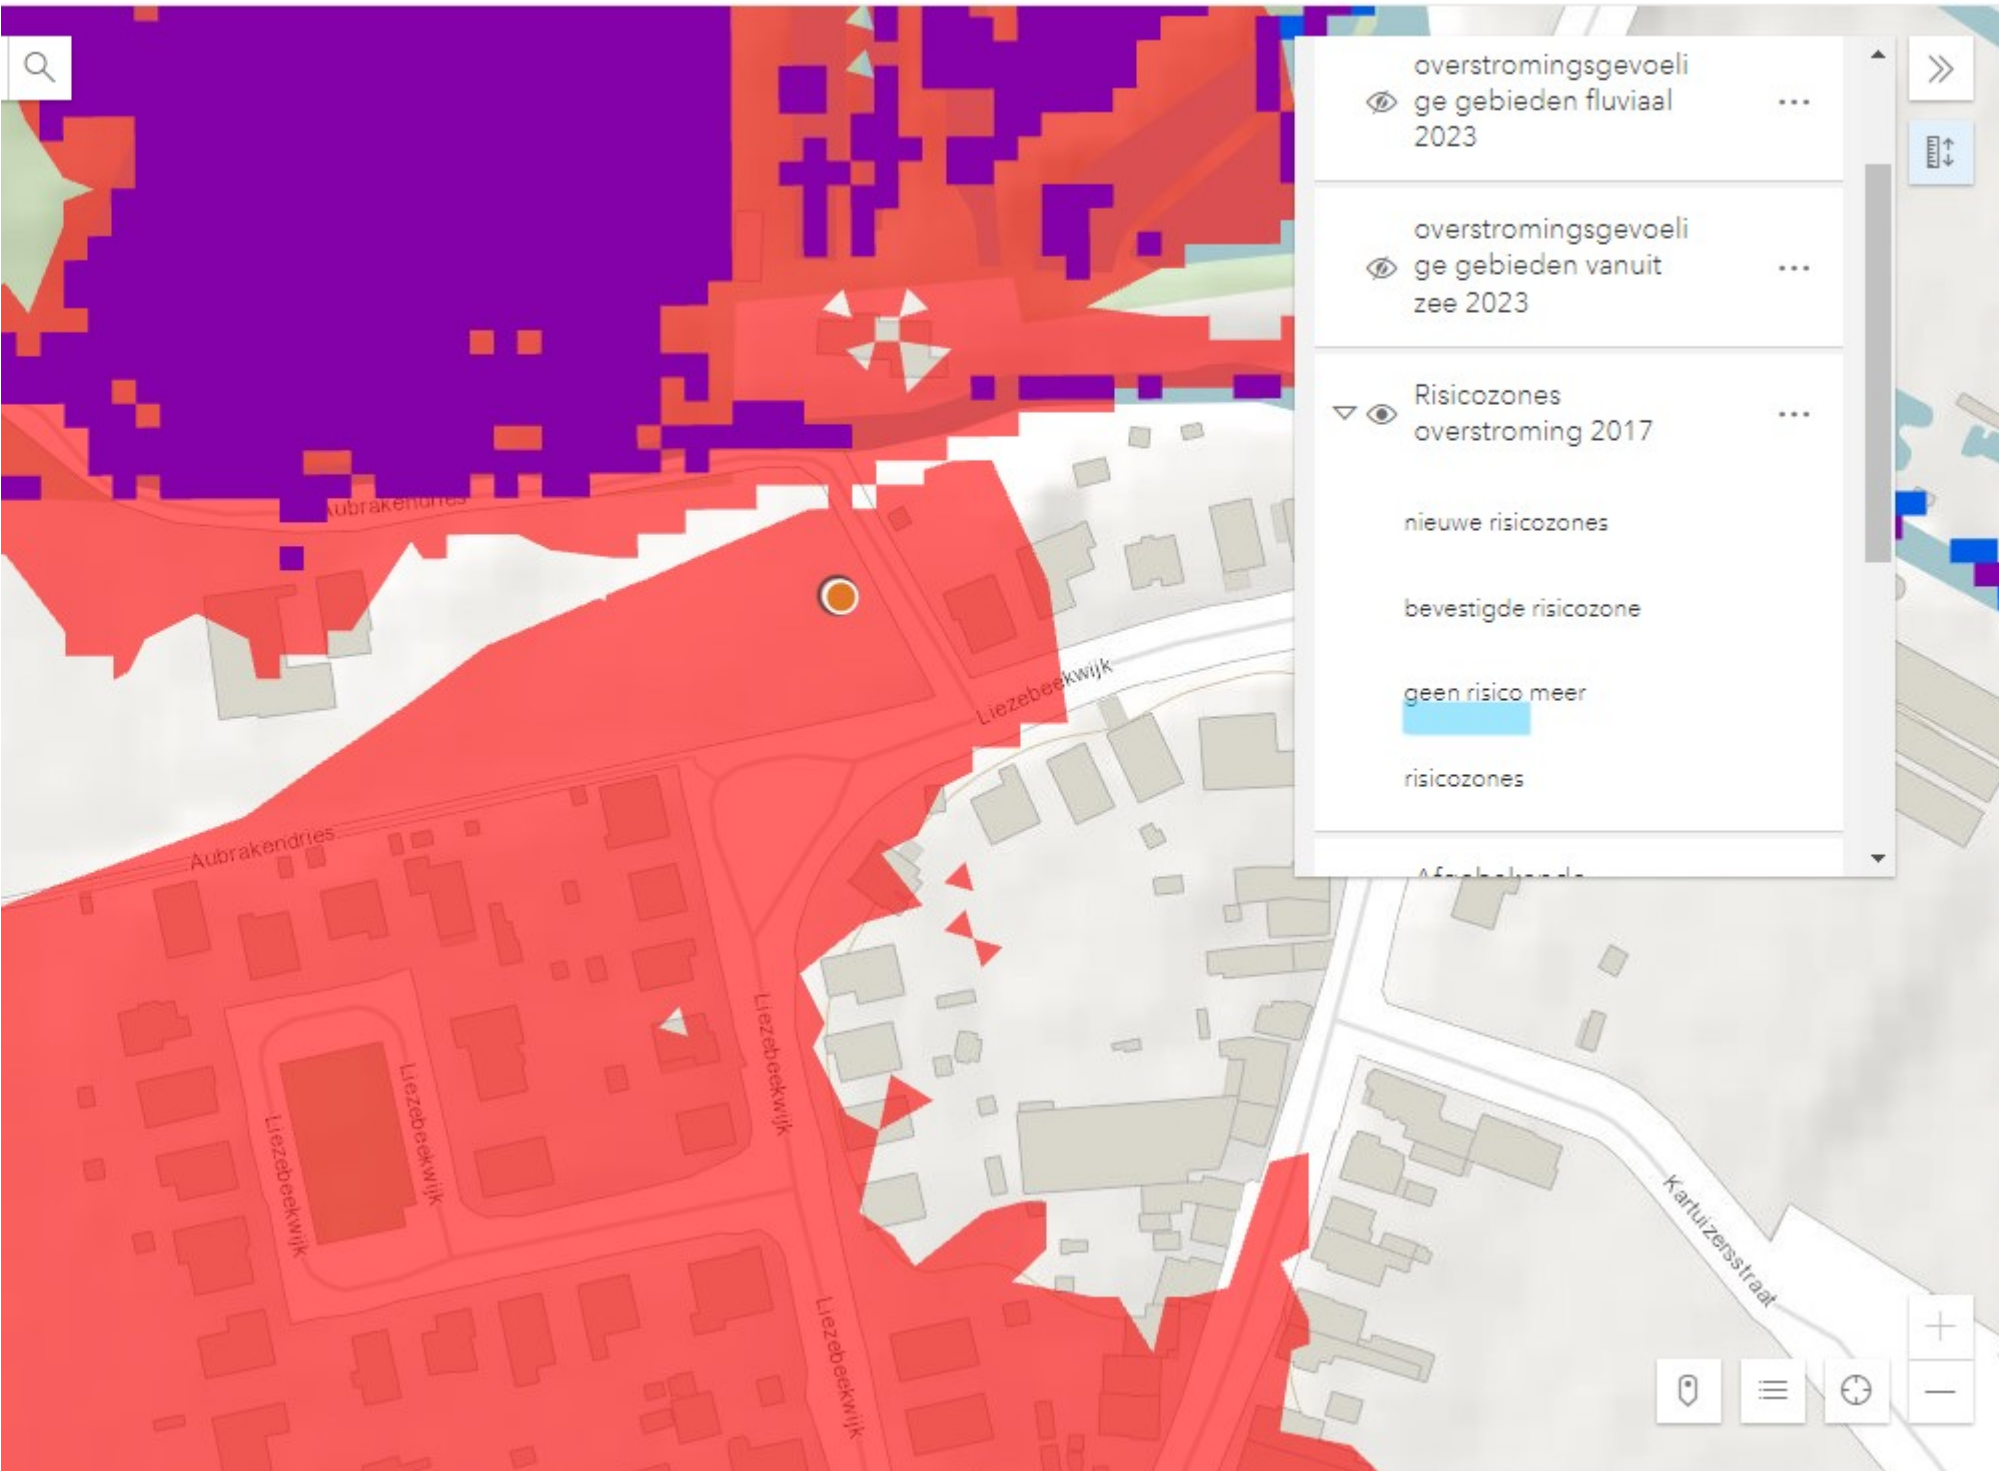 overstromingsgevoeli
ge gebieden fluviaal
2023
overstromingsgevoeli
ge gebieden vanuit
zee 2023
Risicozones
overstroming 2017
nieuwe risicozones
bevestigde risicozone
geen risico meer
risicozones
Aubrakendries
Liezebeekwijk
Aubrakendries
Liezebeekwijk
Liezebeekwijk
Liezebeekwijk
Kartuizersstraat
Liezebeekwijk